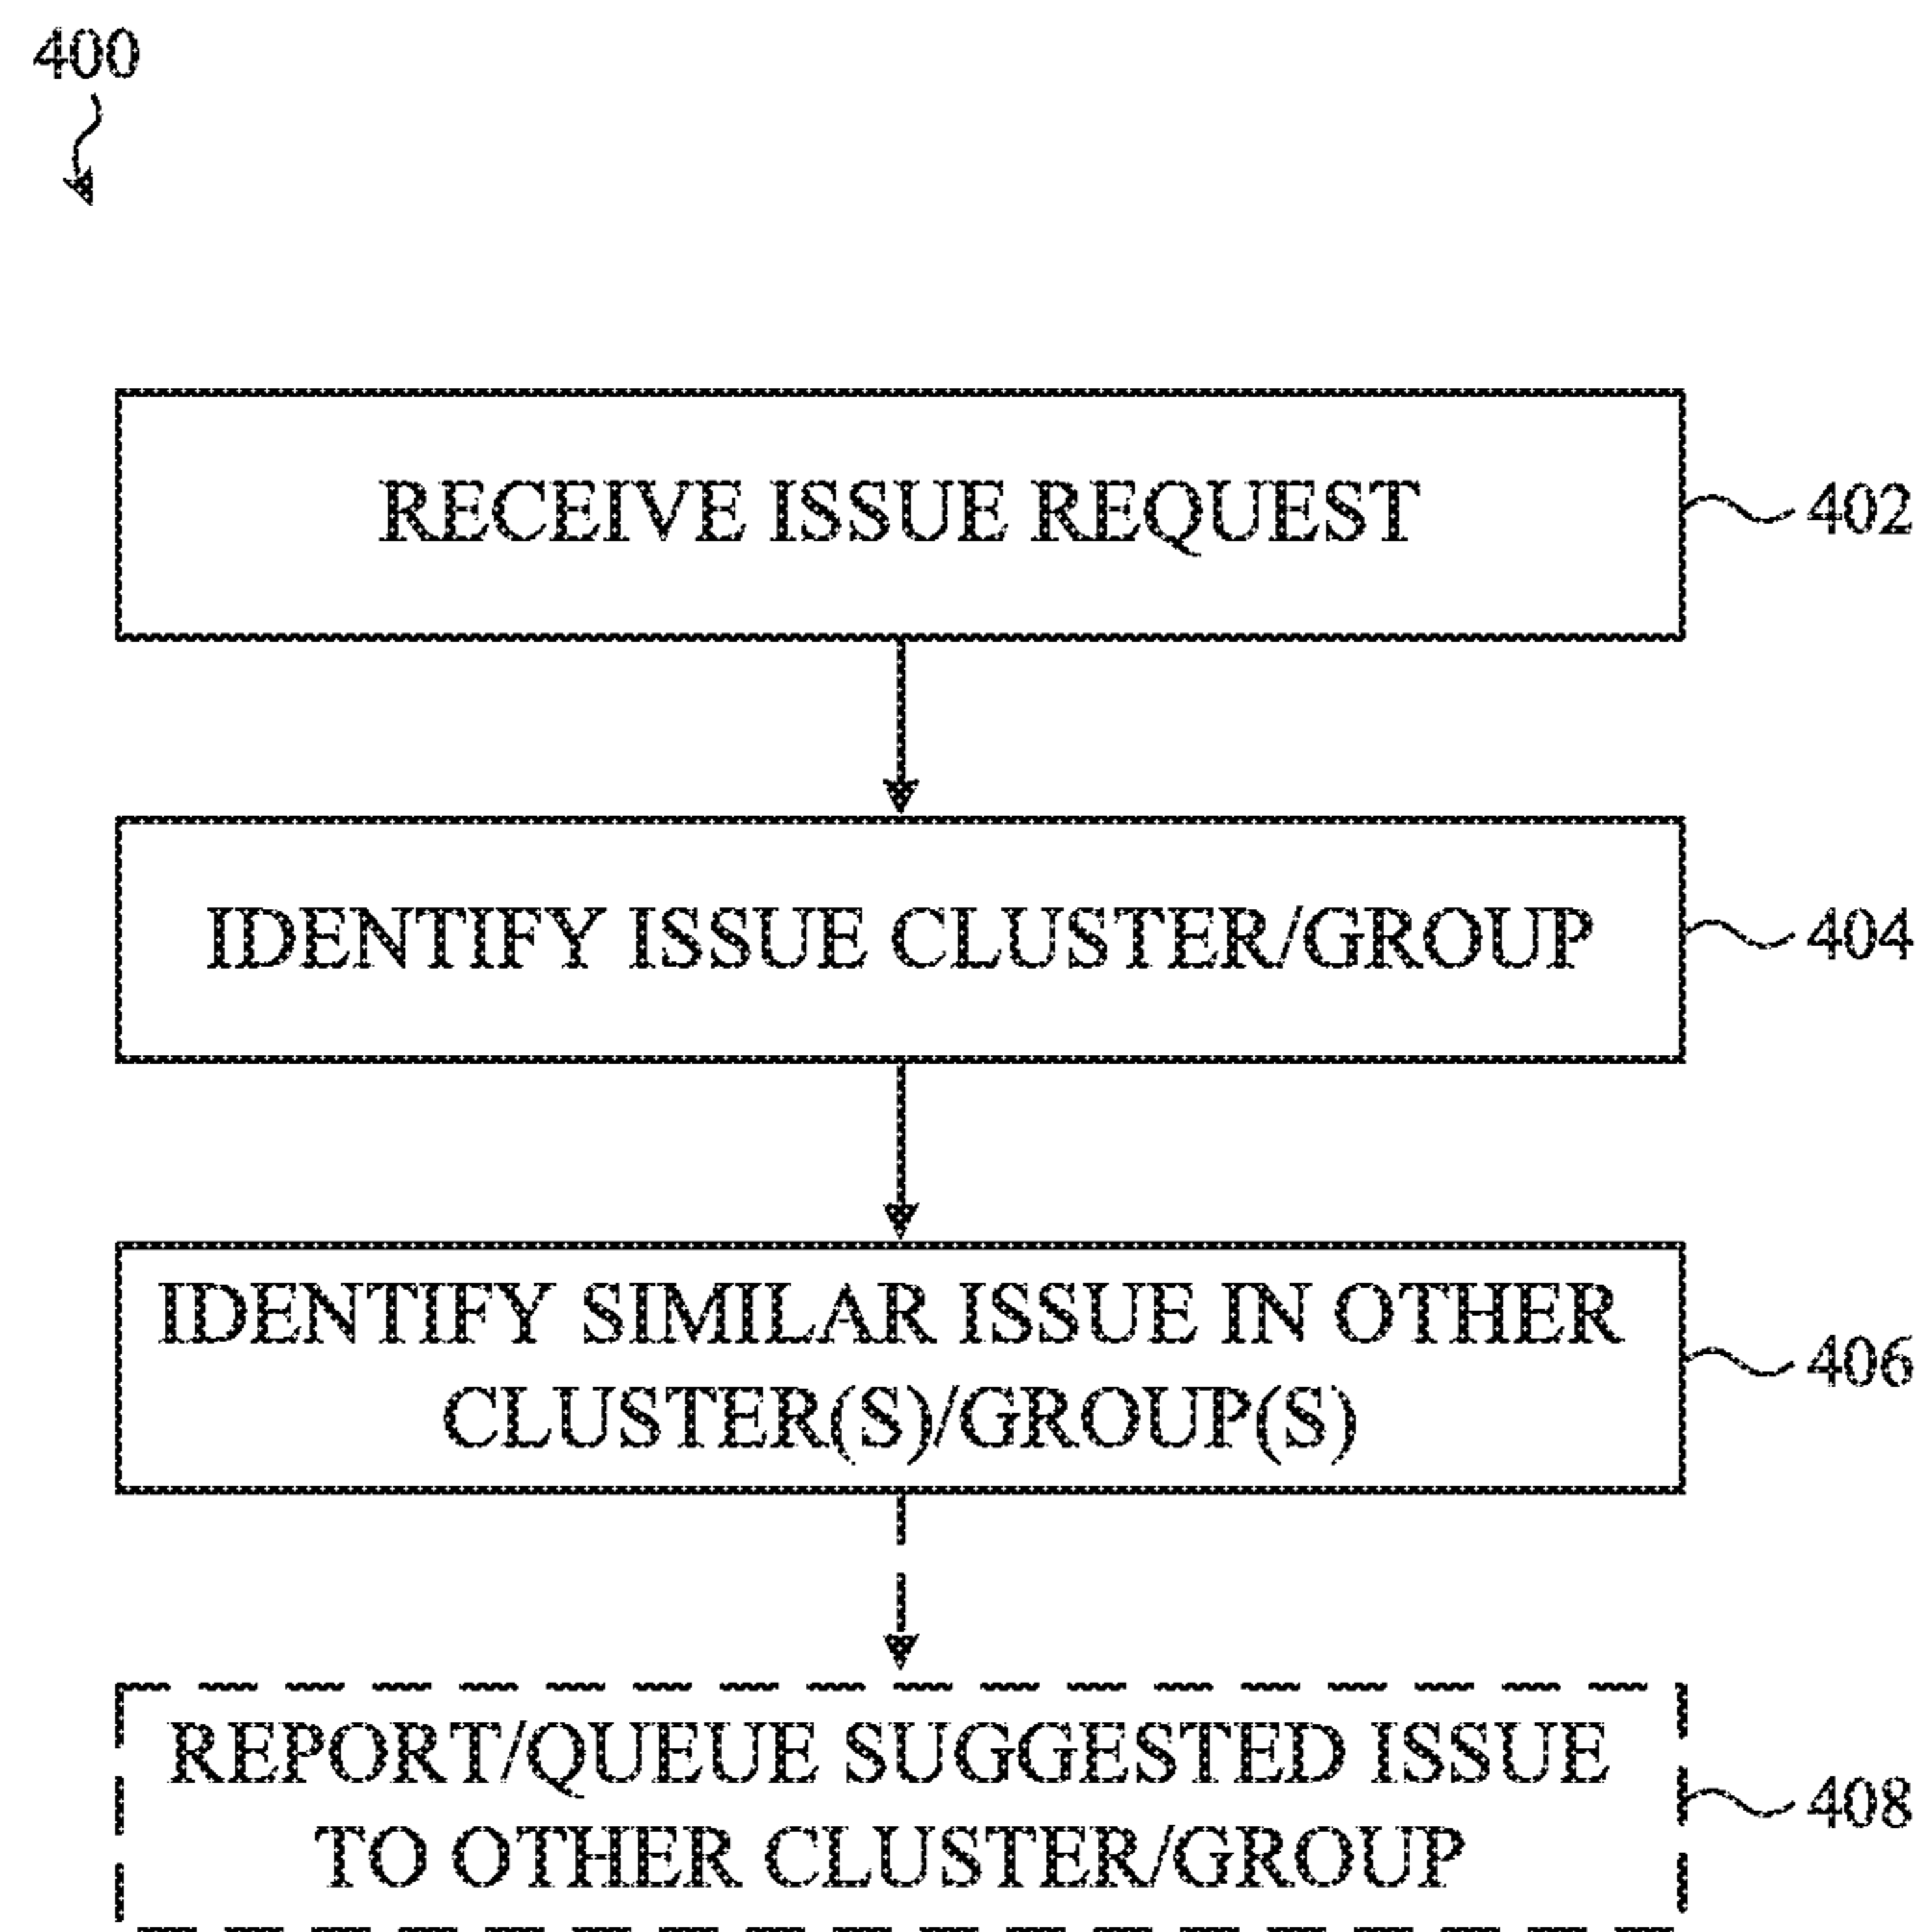 400
RECEIVE ISSUE REQUEST
402
IDENTIFY ISSUE CLUSTER/GROUP
404
IDENTIFY SIMILAR ISSUE IN OTHER
CLUSTER(S)/GROUP(S)
406
REPORT/QUEUE SUGGESTED ISSUE
TO OTHER CLUSTER/GROUP
408